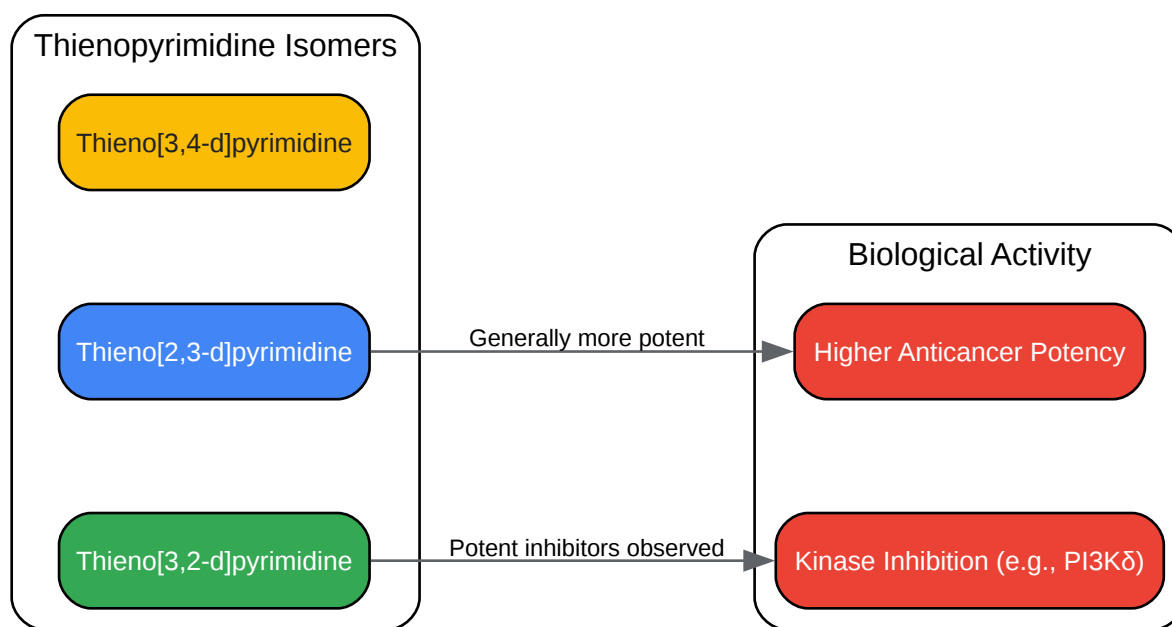 Thienopyrimidine Isomers
Thieno[3,4-d]pyrimidine
Biological Activity
Thieno[2,3-d]pyrimidine
Generally more potent
Higher Anticancer Potency
Thieno[3,2-d]pyrimidine
Potent inhibitors observed
Kinase Inhibition (e.g., PI3Kδ)